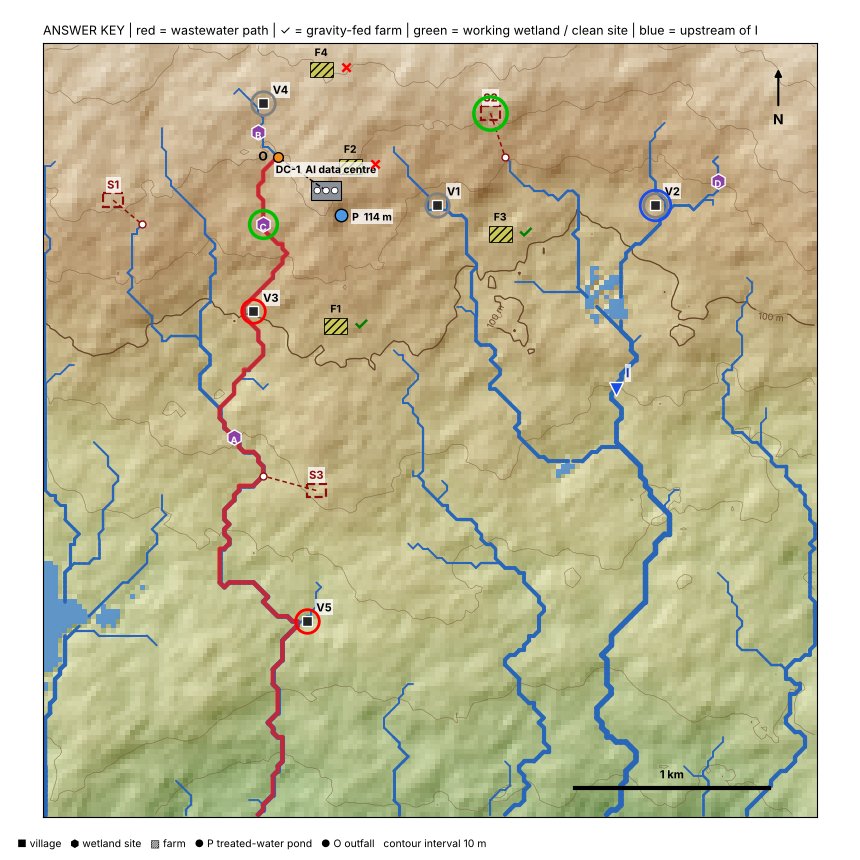 ANSWER KEY | red = wastewater path | ✓ = gravity-fed farm | green = working wetland / clean site | blue = upstream of I
F4
V4
S2
B
N
O
F2
DC-1 AI data centre
S1
V1
V2
D
P 114 m
C
F3
V3
F1
100 m
100 m
I
A
S3
V5
1 km
village
wetland site
farm
P treated-water pond
O outfall
contour interval 10 m